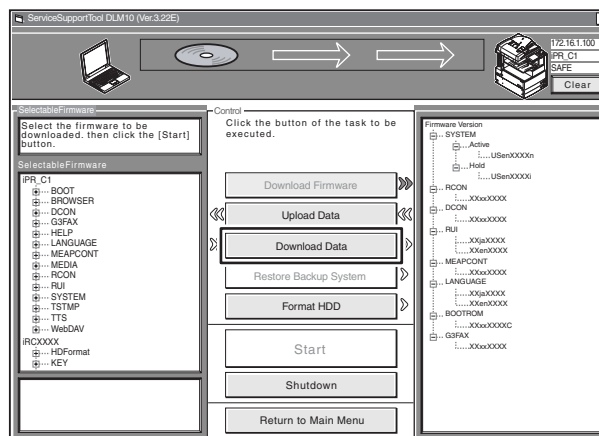 ServiceSupportTool DLM10 (Ver.3.22E)
172.16.1.100
iPR_C1
SAFE
Clear
SelectableFirmware
Select the firmware to be
downloaded. then click the [Start]
button.
SelectableFirmware
iPR_C1
BOOT
BROWSER
DCON
G3FAX
HELP
LANGUAGE
MEAPCONT
MEDIA
RCON
RUI
SYSTEM
TSTMP
TTS
WebDAV
iRCXXXX
HDFormat
KEY
Control
Click the button of the task to be
executed.
Download Firmware
Upload Data
Download Data
Restore Backup System
Format HDD
Start
Shutdown
Return to Main Menu
Firmware Version
SYSTEM
Active
USenXXXXn
Hold
USenXXXXi
RCON
XXxxXXXX
DCON
XXxxXXXX
RUI
XXjaXXXX
XXenXXXX
MEAPCONT
XXxxXXXX
LANGUAGE
XXjaXXXX
XXenXXXX
BOOTROM
XXxxXXXXC
G3FAX
XXxxXXXX